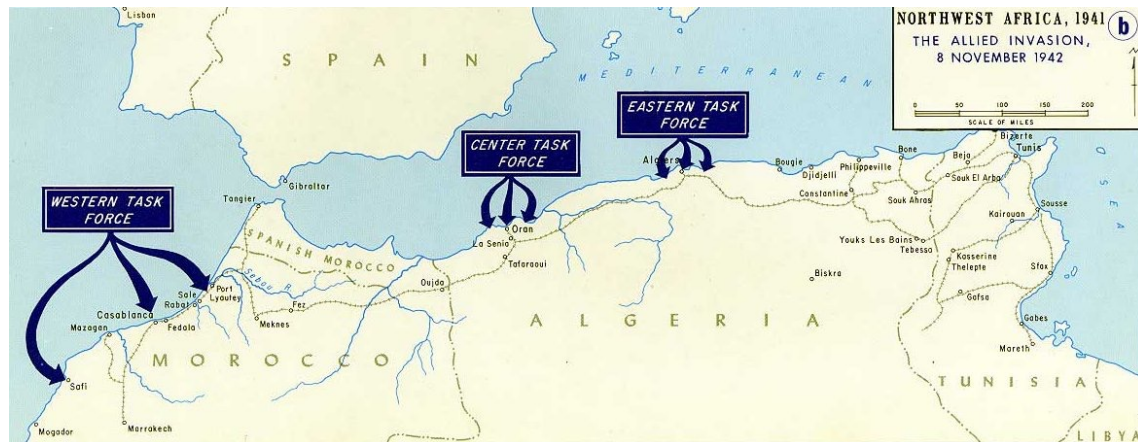 NORTHWEST AFRICA, 1941
b
THE ALLIED INVASION,
8 NOVEMBER 1942
N
0 50 100 150 200
SCALE OF MILES
Lisbon
SPAIN
MEDITERRANEAN
SEA
EASTERN TASK
FORCE
CENTER TASK
FORCE
WESTERN TASK
FORCE
Gibraltar
Tangier
SPANISH MOROCCO
Sebou R
Port
Lyautey
Sale
Rabat
Casablanca
Fedala
Mazagan
Safi
Mogador
Marrakech
Meknes
Fez
Oujda
MOROCCO
Oran
La Senia
Tafaraoui
ALGERIA
Algiers
Bougie
Djidjelli
Philippeville
Bone
Constantine
Souk Ahras
Souk El Arba
Beja
Bizerte
Tunis
Youks Les Bains
Tebessa
Biskra
Kairouan
Sousse
Kasserine
Thelepte
Sfax
Gafsa
Gabes
Mareth
TUNISIA
LIBYA